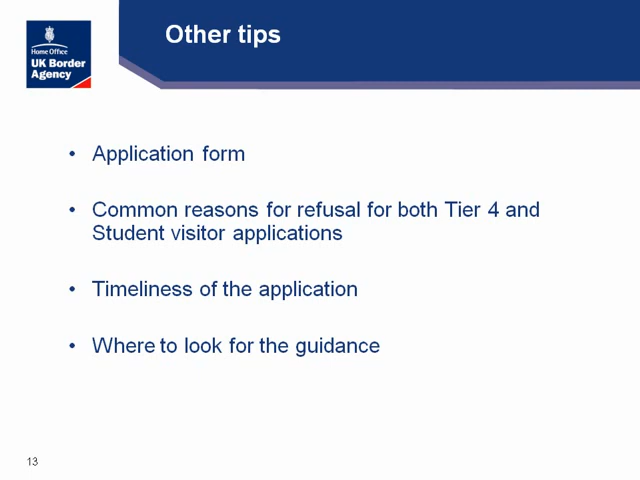 Other tips
Home Office
UK Border
Agency
• Application form
• Common reasons for refusal for both Tier 4 and
Student visitor applications
• Timeliness of the application
• Where to look for the guidance
13